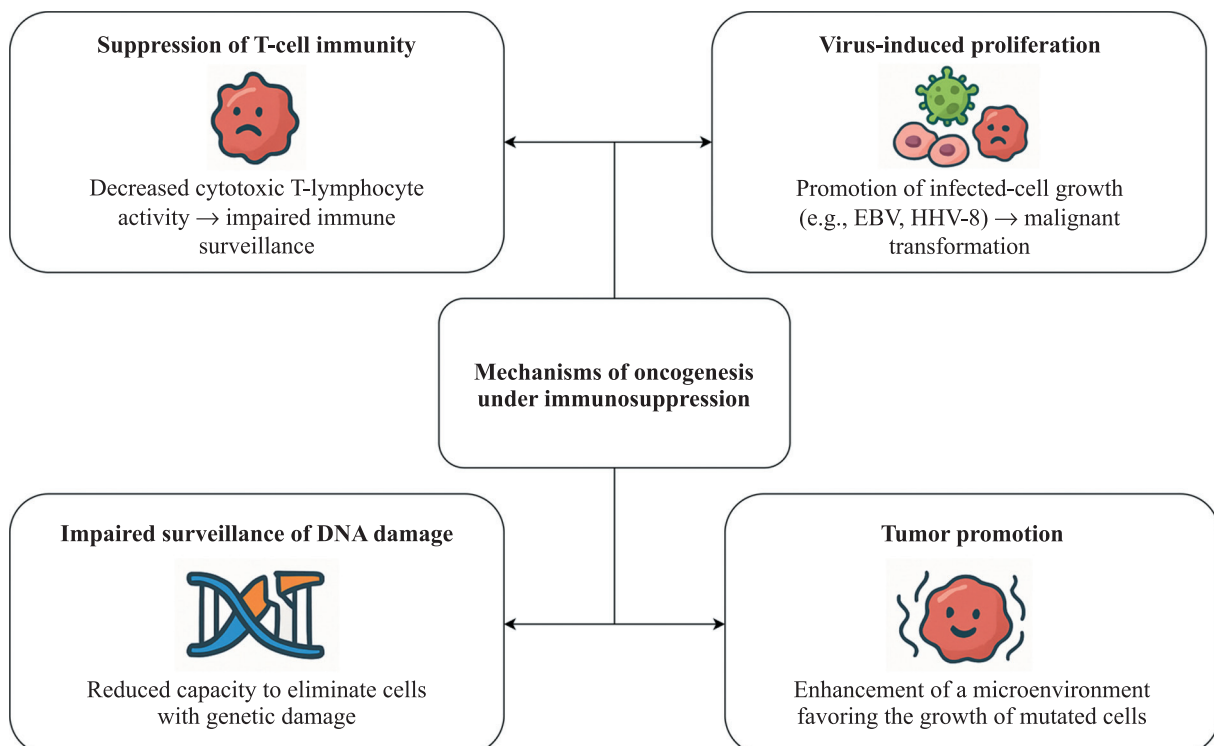 Suppression of T-cell immunity
Decreased cytotoxic T-lymphocyte
activity → impaired immune
surveillance
Virus-induced proliferation
Promotion of infected-cell growth
(e.g., EBV, HHV-8) → malignant
transformation
Mechanisms of oncogenesis
under immunosuppression
Impaired surveillance of DNA damage
Reduced capacity to eliminate cells
with genetic damage
Tumor promotion
Enhancement of a microenvironment
favoring the growth of mutated cells